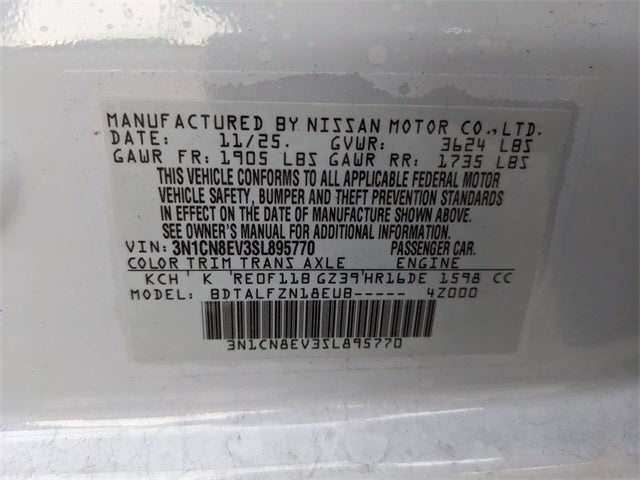 MANUFACTURED BY NISSAN MOTOR CO., LTD.
DATE: 11/25. GVWR: 3624 LBS
GAWR FR: 1905 LBS GAWR RR: 1735 LBS
THIS VEHICLE CONFORMS TO ALL APPLICABLE FEDERAL MOTOR
VEHICLE SAFETY, BUMPER AND THEFT PREVENTION STANDARDS
IN EFFECT ON THE DATE OF MANUFACTURE SHOWN ABOVE.
SEE OWNER'S MANUAL FOR ADDITIONAL INFORMATION.
VIN: 3N1CN8EV3SL895770 PASSENGER CAR.
COLOR TRIM TRANS AXLE ENGINE
KCH K RE0F11B GZ39 HR16DE 1598 CC
MODEL: BDTALFZN18EUB----- 4Z000
3N1CN8EV3SL895770